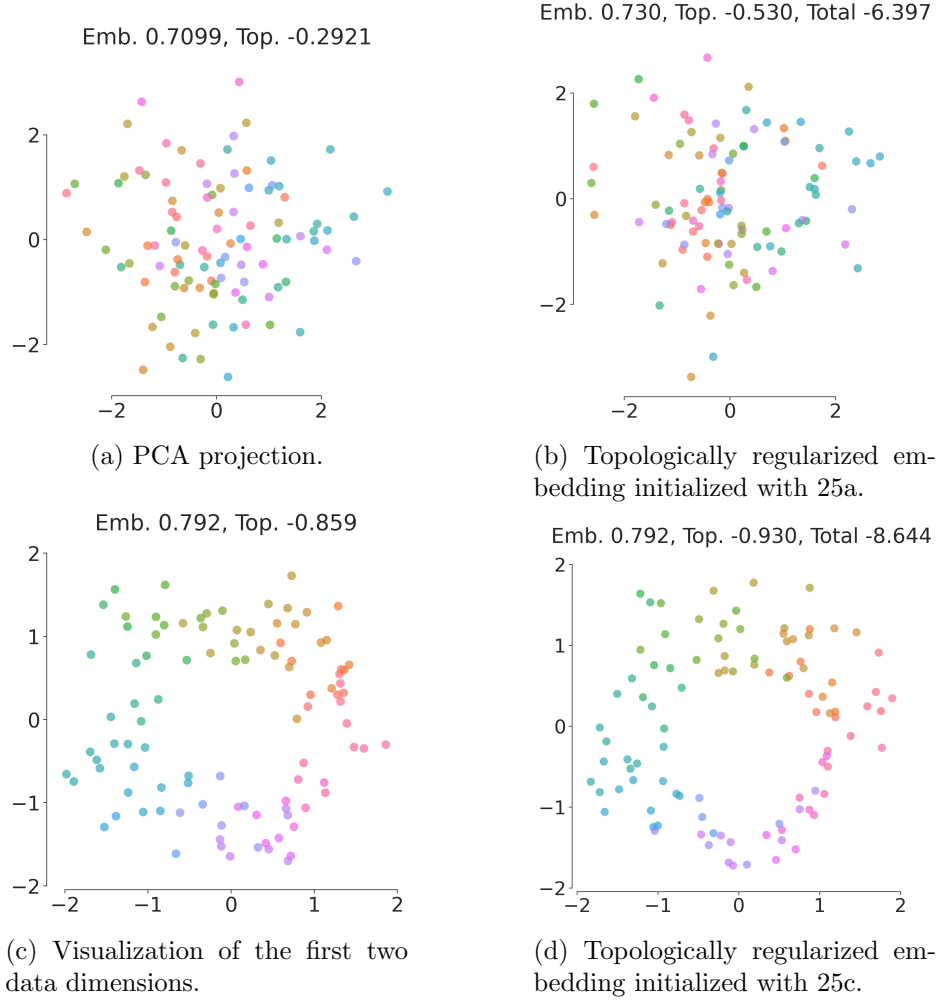 Emb. 0.7099, Top. -0.2921
2
0
−2
−2 0 2
(a) PCA projection.
Emb. 0.730, Top. -0.530, Total -6.397
2
0
−2
−2 0 2
(b) Topologically regularized em-
bedding initialized with 25a.
Emb. 0.792, Top. -0.859
2
1
0
−1
−2
−2 −1 0 1 2
(c) Visualization of the first two
data dimensions.
Emb. 0.792, Top. -0.930, Total -8.644
2
1
0
−1
−2
−2 −1 0 1 2
(d) Topologically regularized em-
bedding initialized with 25c.